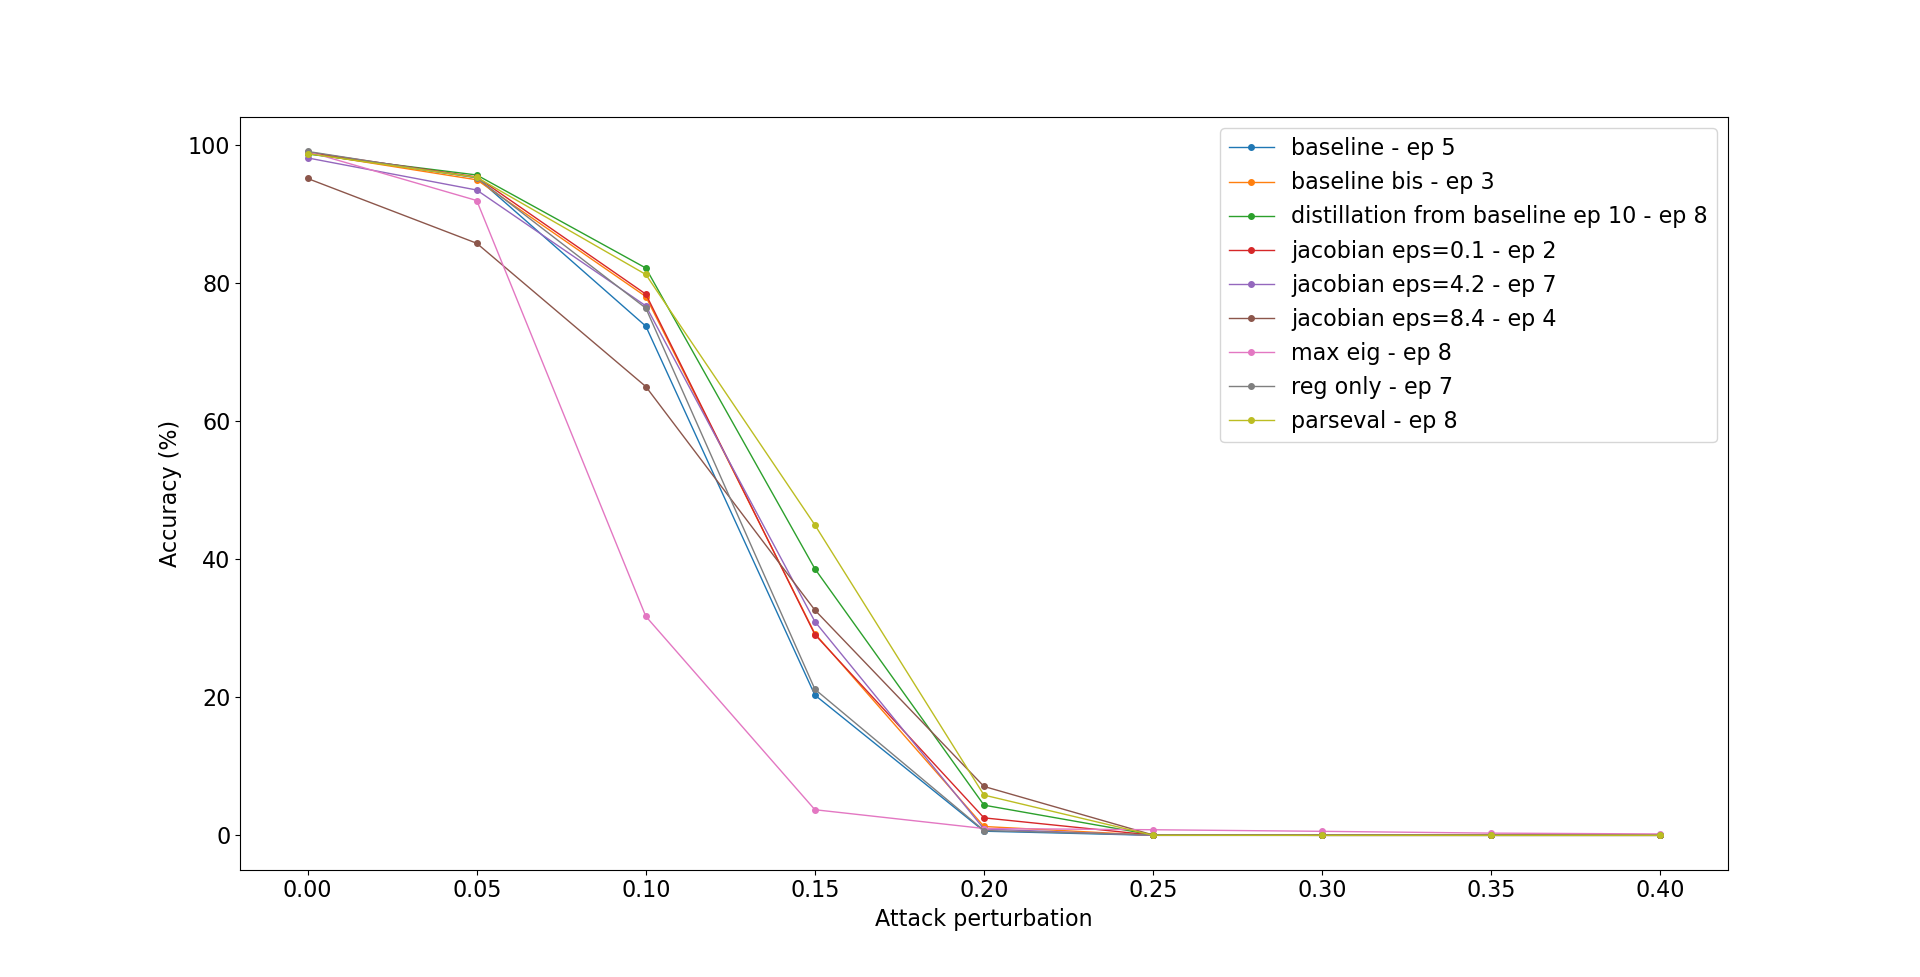 100
80
60
40
20
0
Accuracy (%)
baseline - ep 5
baseline bis - ep 3
distillation from baseline ep 10 - ep 8
jacobian eps=0.1 - ep 2
jacobian eps=4.2 - ep 7
jacobian eps=8.4 - ep 4
max eig - ep 8
reg only - ep 7
parseval - ep 8
0.00 0.05 0.10 0.15 0.20 0.25 0.30 0.35 0.40
Attack perturbation